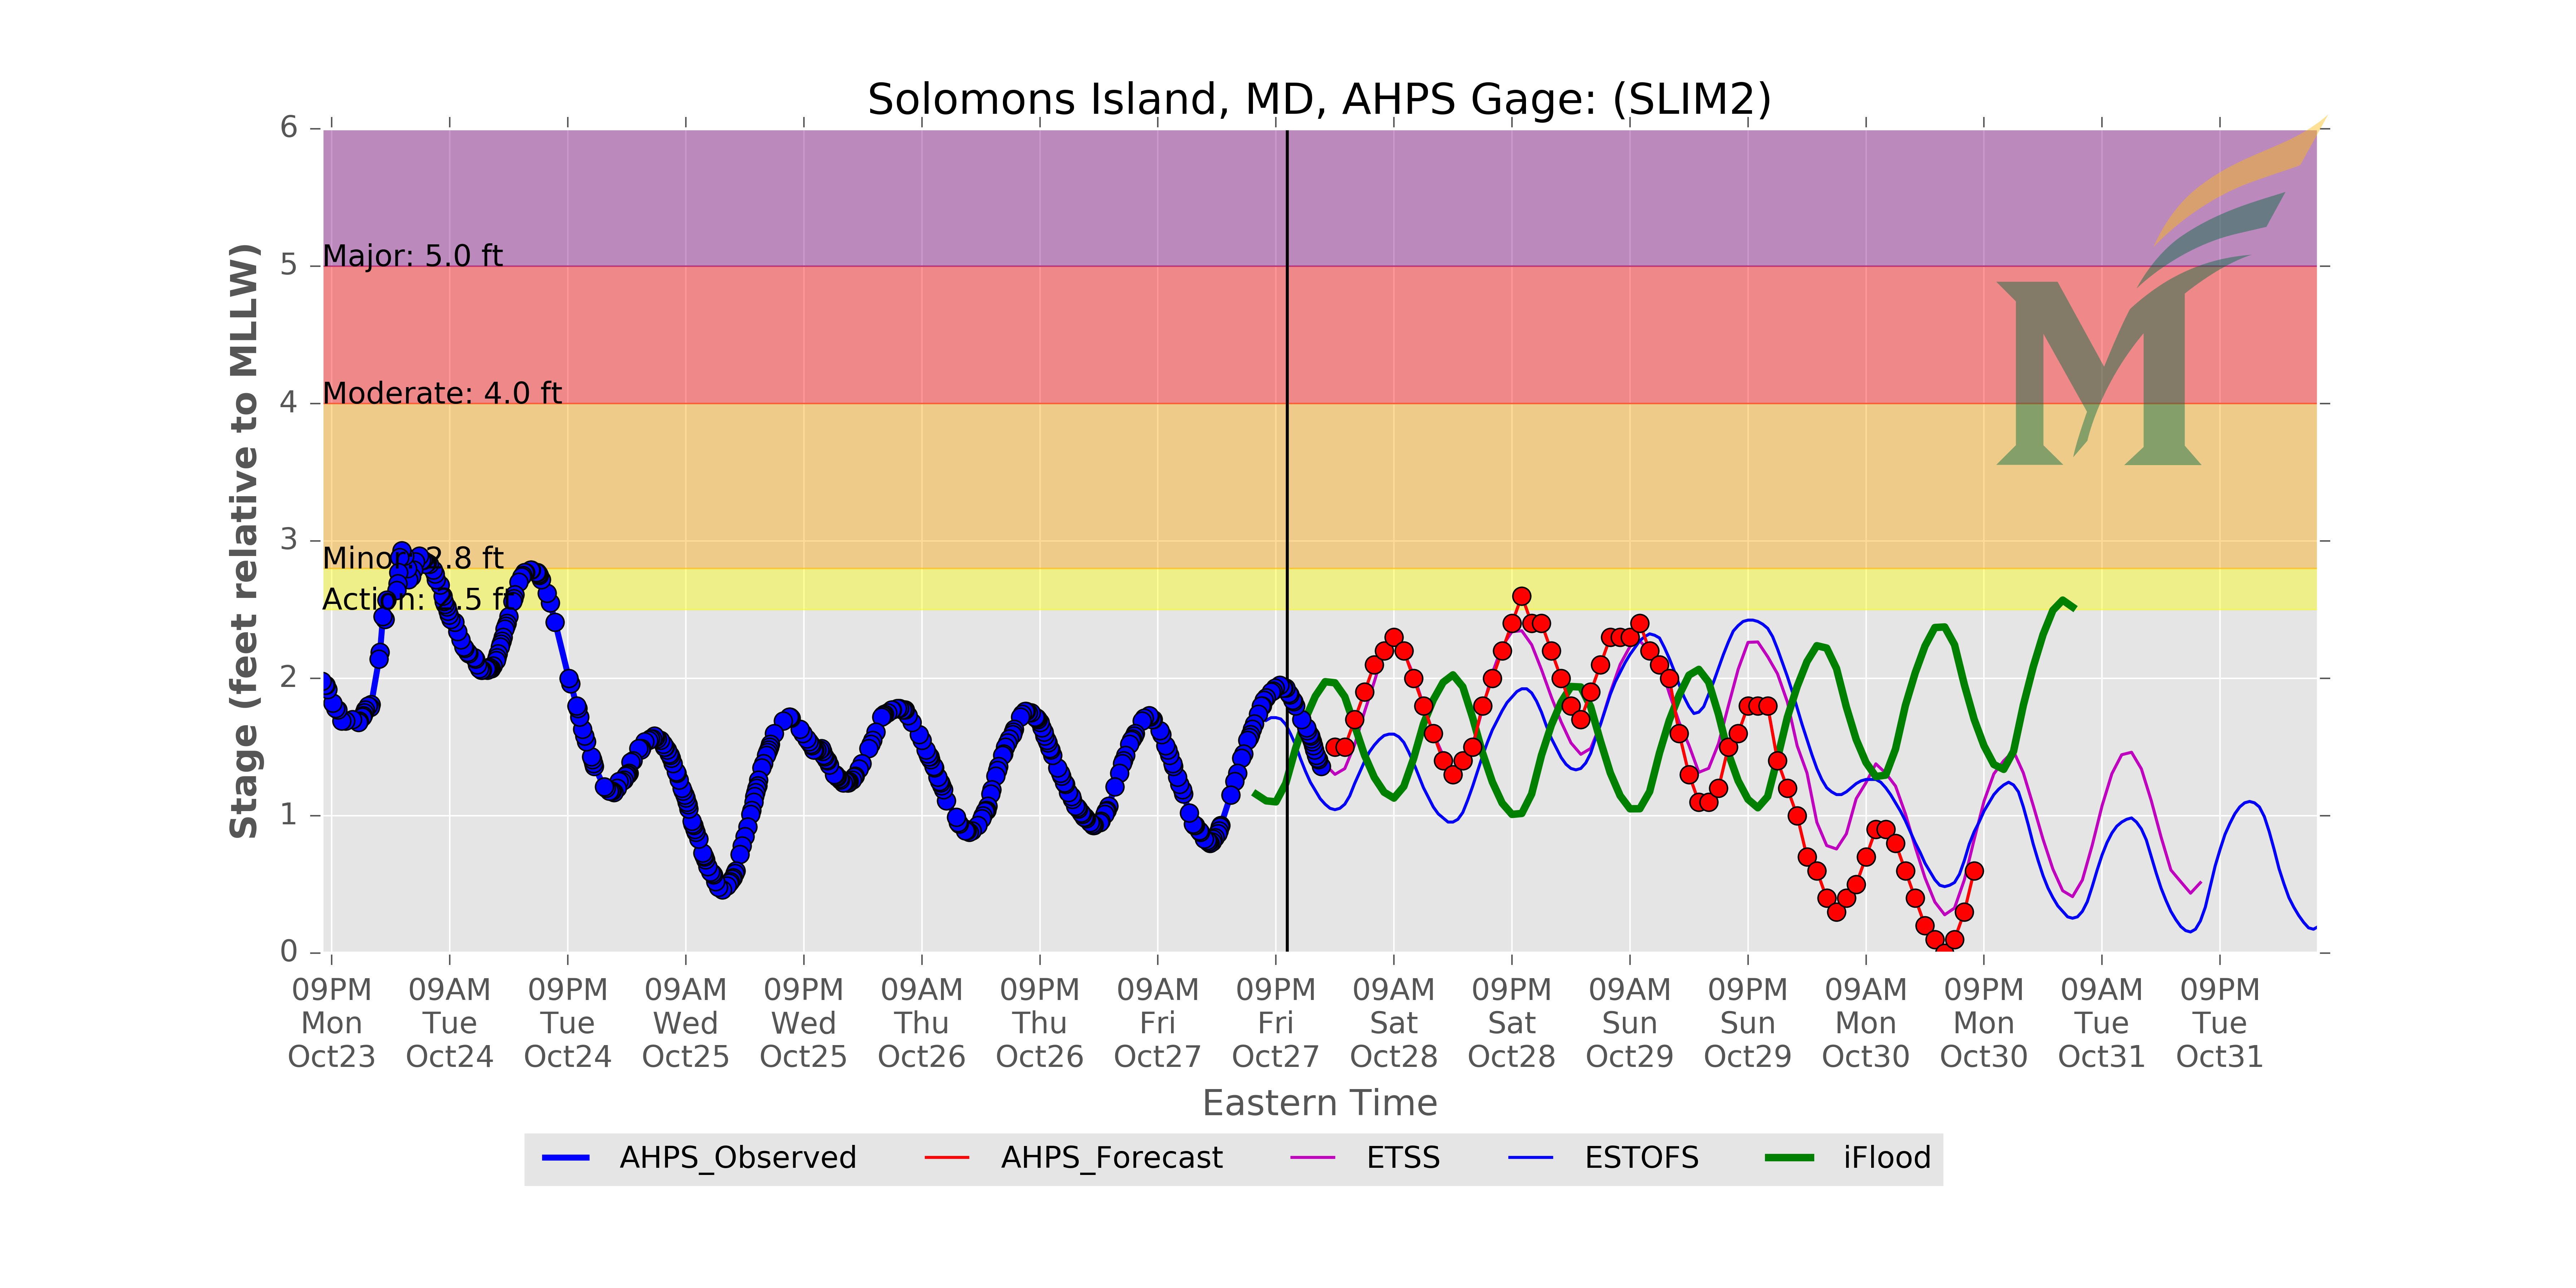 Solomons Island, MD, AHPS Gage: (SLIM2)
Stage (feet relative to MLLW)
6
5
4
3
2
1
0
Major: 5.0 ft
Moderate: 4.0 ft
Minor: 2.8 ft
Action: 2.5 ft
09PM 09AM 09PM 09AM 09PM 09AM 09PM 09AM 09PM 09AM 09PM 09AM 09PM 09AM 09PM 09AM 09PM
Mon Tue Tue Wed Wed Thu Thu Fri Fri Sat Sat Sun Sun Mon Mon Tue Tue
Oct23 Oct24 Oct24 Oct25 Oct25 Oct26 Oct26 Oct27 Oct27 Oct28 Oct28 Oct29 Oct29 Oct30 Oct30 Oct31 Oct31
Eastern Time
AHPS_Observed AHPS_Forecast ETSS ESTOFS iFlood
M